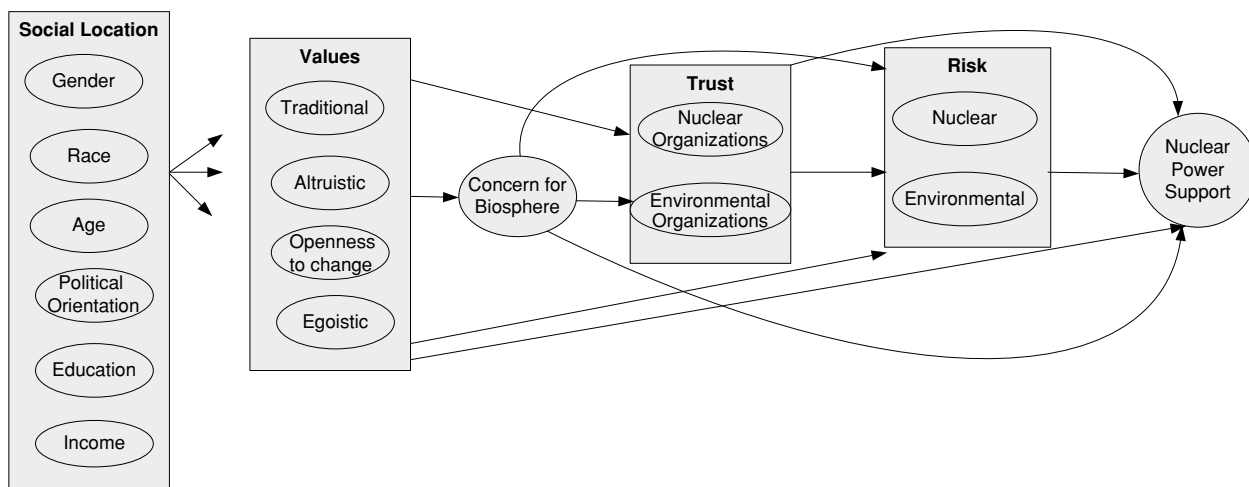 Social Location
Gender
Race
Age
Political
Orientation
Education
Income
Values
Traditional
Altruistic
Openness
to change
Egoistic
Concern for
Biosphere
Trust
Nuclear
Organizations
Environmental
Organizations
Risk
Nuclear
Environmental
Nuclear
Power
Support